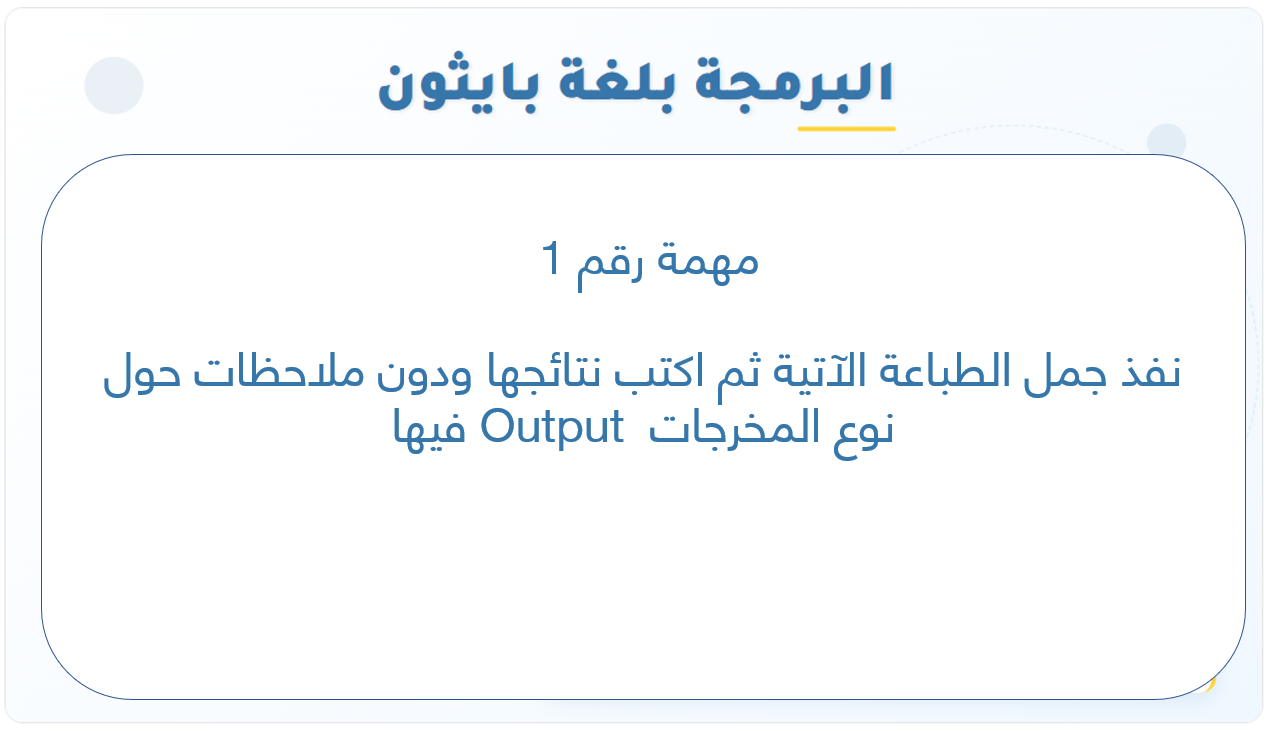 البرمجة بلغة بايثون
مهمة رقم 1
نفذ جمل الطباعة الآتية ثم اكتب نتائجها ودون ملاحظات حول
نوع المخرجات Output فيها